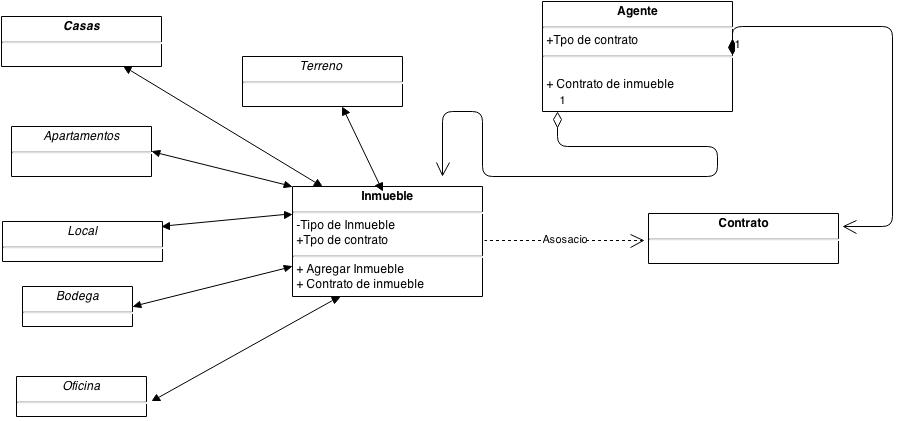 Agente
+Tpo de contrato
1
+ Contrato de inmueble
1
Casas
Terreno
Apartamentos
Local
Bodega
Oficina
Inmueble
-Tipo de Inmueble
+Tpo de contrato
+ Agregar Inmueble
+ Contrato de inmueble
Asosacio
Contrato